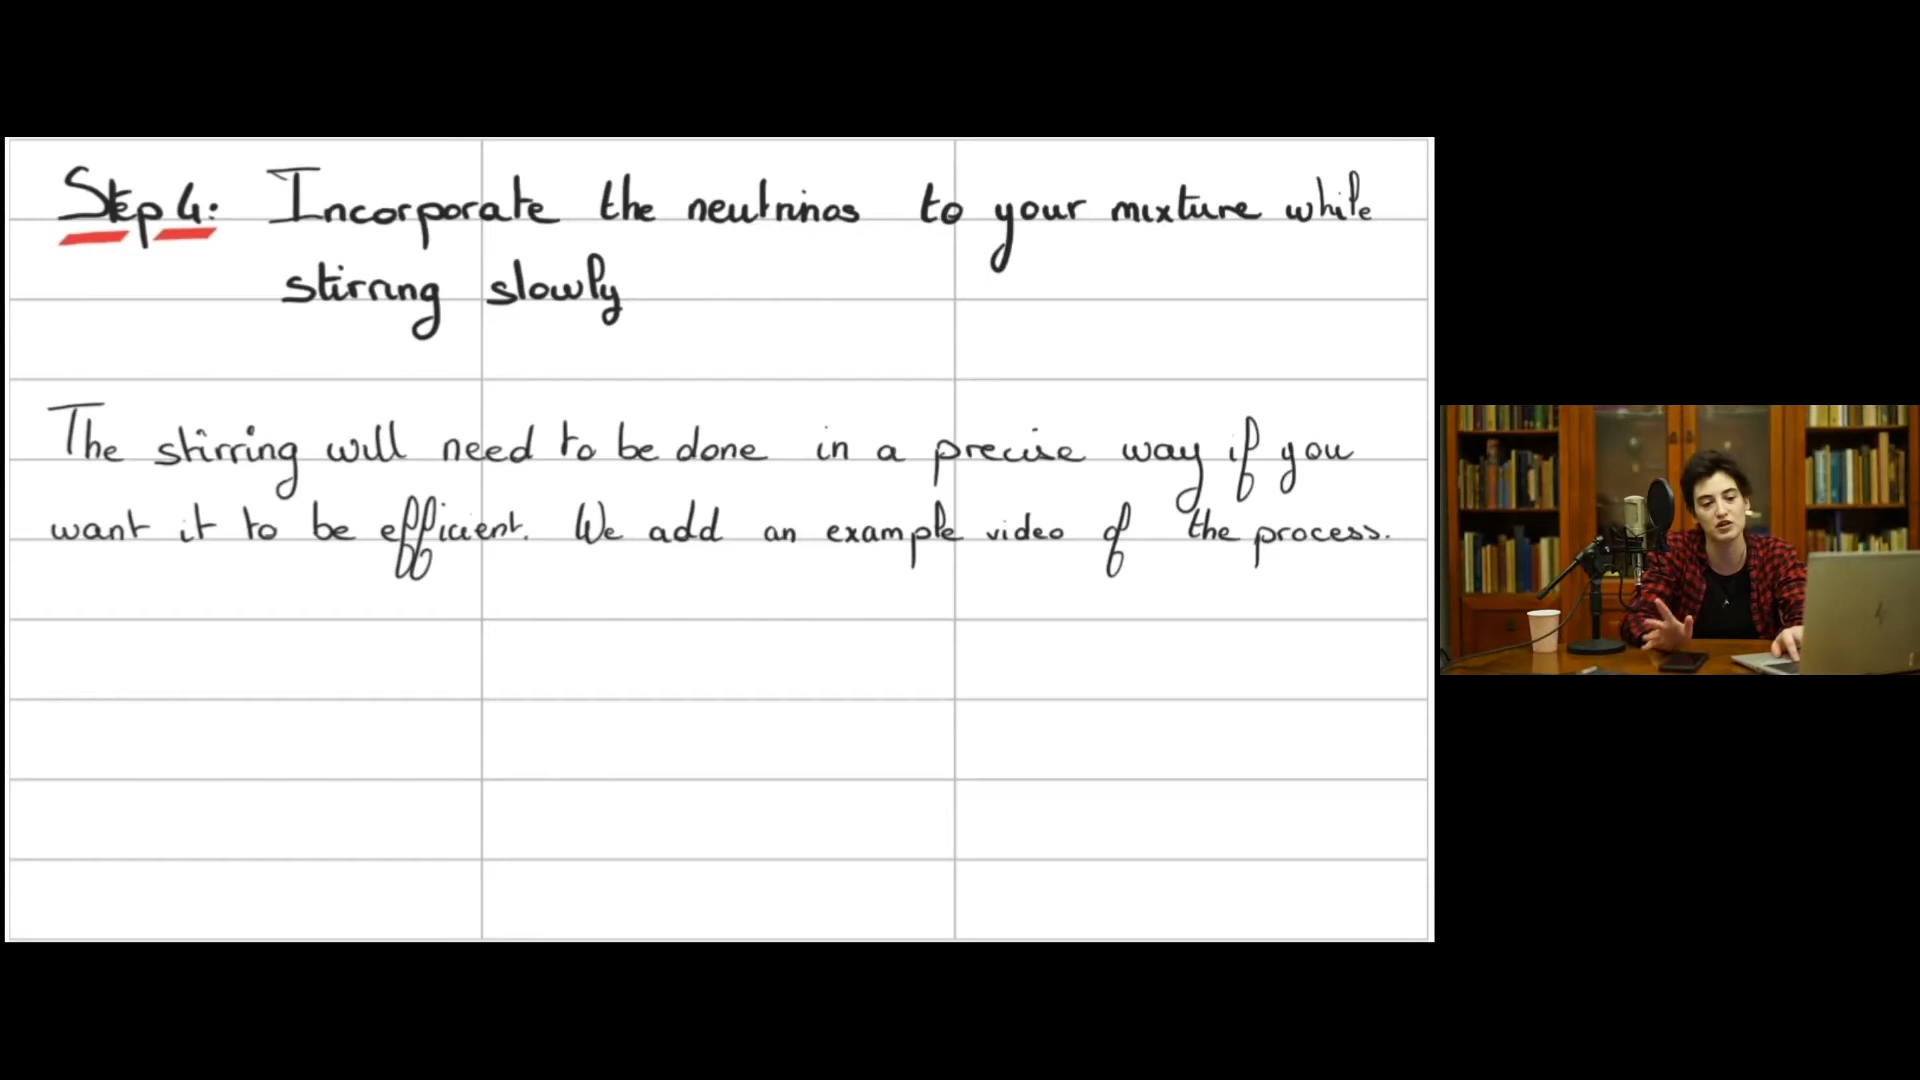 Step 4: Incorporate the neutrinos to your mixture while
stirring slowly
The stirring will need to be done in a precise way if you
want it to be efficient. We add an example video of the process.